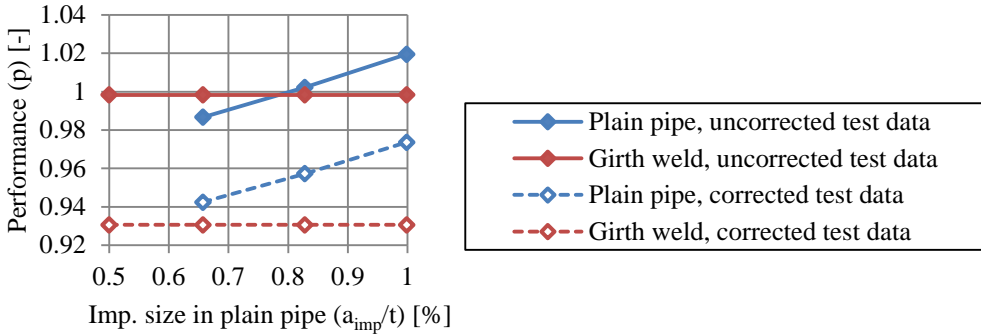 1.04
1.02
1
0.98
0.96
0.94
0.92
Performance (p) [-]
0.5 0.6 0.7 0.8 0.9 1
Imp. size in plain pipe (aimp/t) [%]
Plain pipe, uncorrected test data
Girth weld, uncorrected test data
Plain pipe, corrected test data
Girth weld, corrected test data